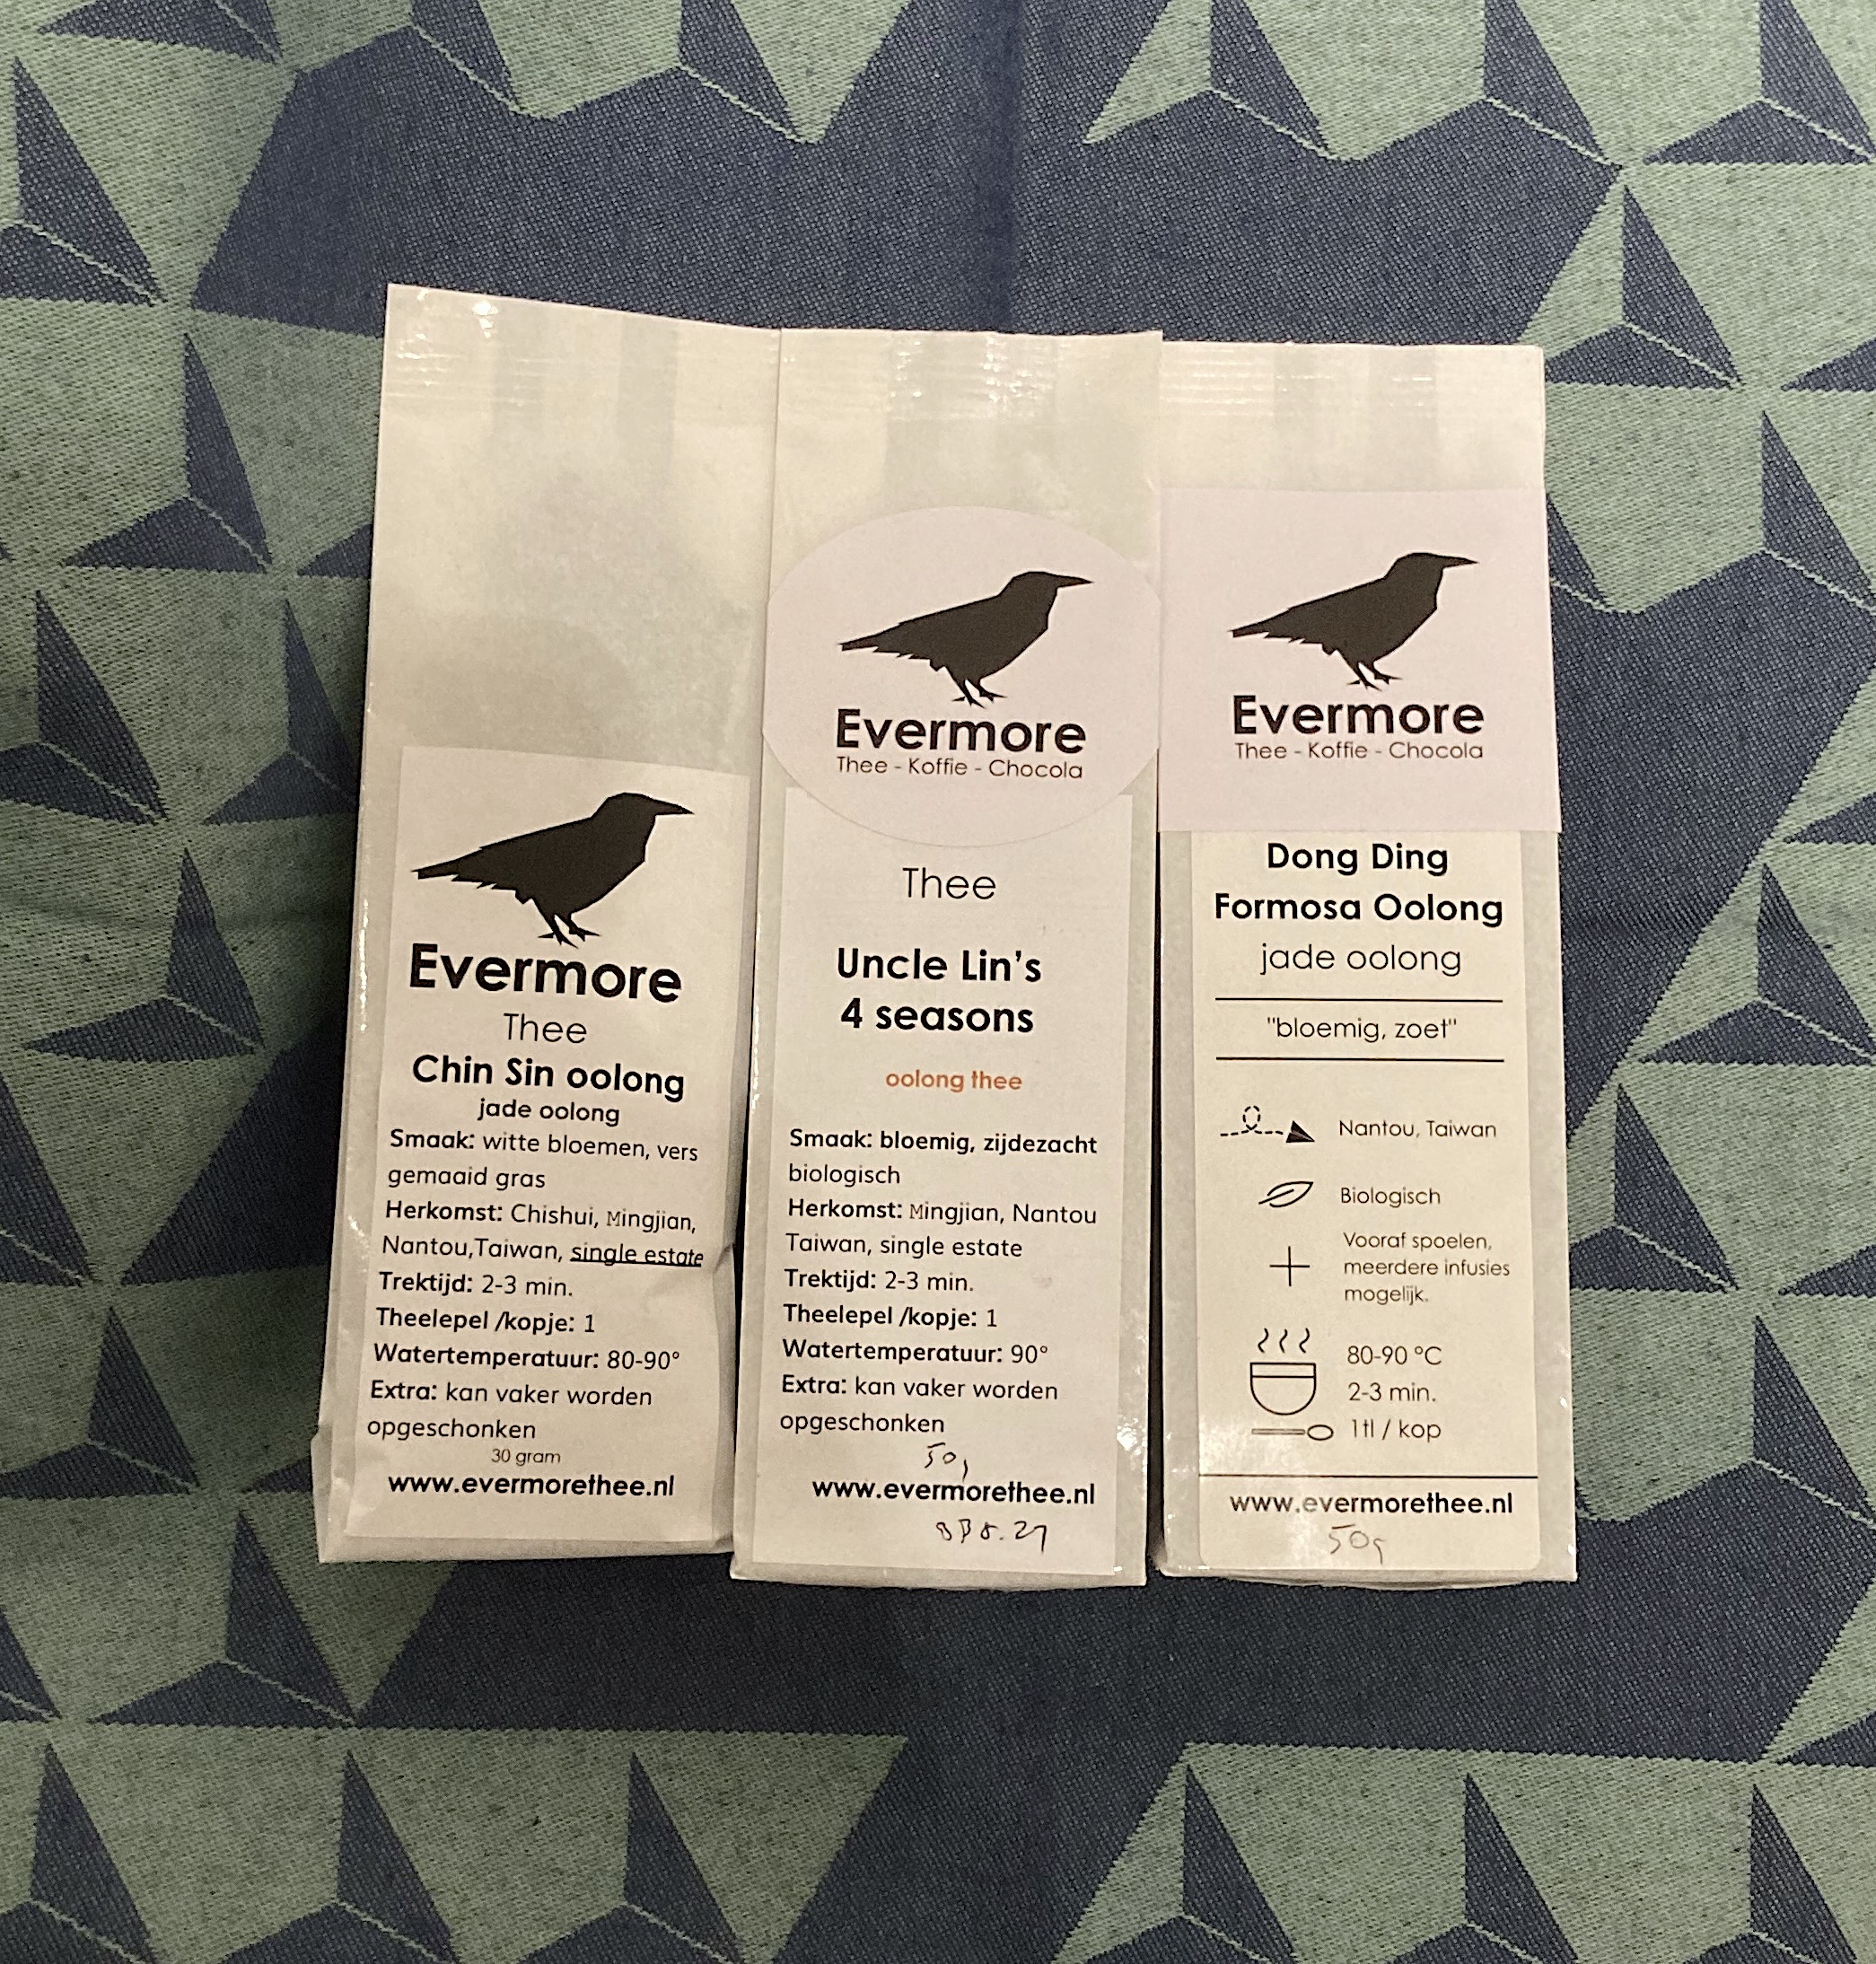 Evermore
Thee
Chin Sin oolong
jade oolong
Smaak: witte bloemen, vers
gemaaid gras
Herkomst: Chishui, Mingjian,
Nantou,Taiwan, single estate
Trektijd: 2-3 min.
Theelepel /kopje: 1
Watertemperatuur: 80-90°
Extra: kan vaker worden
opgeschonken
30 gram
www.evermorethee.nl
Evermore
Thee - Koffie - Chocola
Thee
Uncle Lin's
4 seasons
oolong thee
Smaak: bloemig, zijdezacht
biologisch
Herkomst: Mingjian, Nantou
Taiwan, single estate
Trektijd: 2-3 min.
Theelepel /kopje: 1
Watertemperatuur: 90°
Extra: kan vaker worden
opgeschonken
50g
www.evermorethee.nl
Evermore
Thee - Koffie - Chocola
Dong Ding
Formosa Oolong
jade oolong
"bloemig, zoet"
Nantou, Taiwan
Biologisch
Vooraf spoelen,
meerdere infusies
mogelijk.
80-90 °C
2-3 min.
1 tl / kop
www.evermorethee.nl
50g